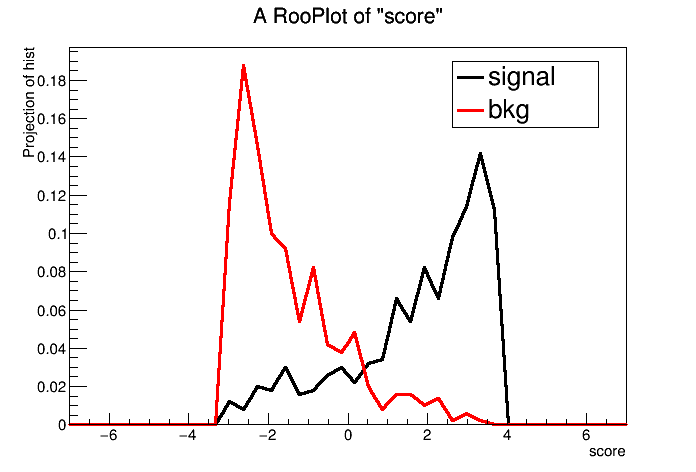 A RooPlot of "score"
Projection of hist
signal
bkg
0.18
0.16
0.14
0.12
0.1
0.08
0.06
0.04
0.02
0
−6 −4 −2 0 2 4 6
score